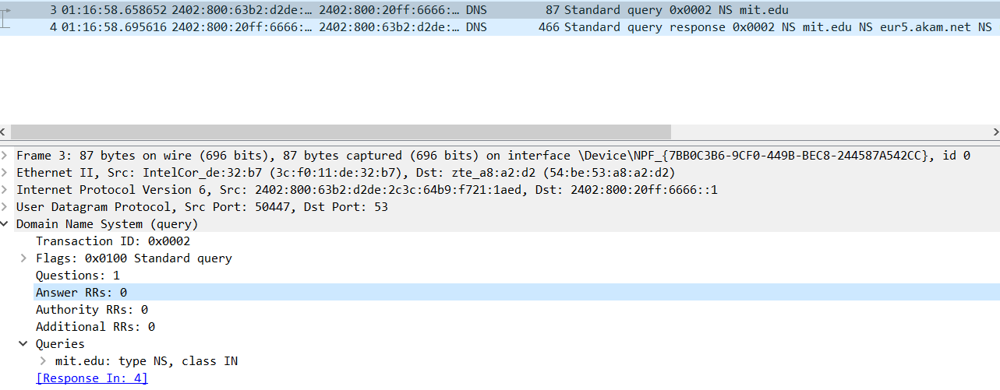 3 01:16:58.658652 2402:800:63b2:d2de:… 2402:800:20ff:6666:… DNS 87 Standard query 0x0002 NS mit.edu
4 01:16:58.695616 2402:800:20ff:6666:… 2402:800:63b2:d2de:… DNS 466 Standard query response 0x0002 NS mit.edu NS eur5.akam.net NS
Frame 3: 87 bytes on wire (696 bits), 87 bytes captured (696 bits) on interface \Device\NPF_{7BB0C3B6-9CF0-449B-BEC8-244587A542CC}, id 0
Ethernet II, Src: IntelCor_de:32:b7 (3c:f0:11:de:32:b7), Dst: zte_a8:a2:d2 (54:be:53:a8:a2:d2)
Internet Protocol Version 6, Src: 2402:800:63b2:d2de:2c3c:64b9:f721:1aed, Dst: 2402:800:20ff:6666::1
User Datagram Protocol, Src Port: 50447, Dst Port: 53
Domain Name System (query)
Transaction ID: 0x0002
Flags: 0x0100 Standard query
Questions: 1
Answer RRs: 0
Authority RRs: 0
Additional RRs: 0
Queries
mit.edu: type NS, class IN
[Response In: 4]